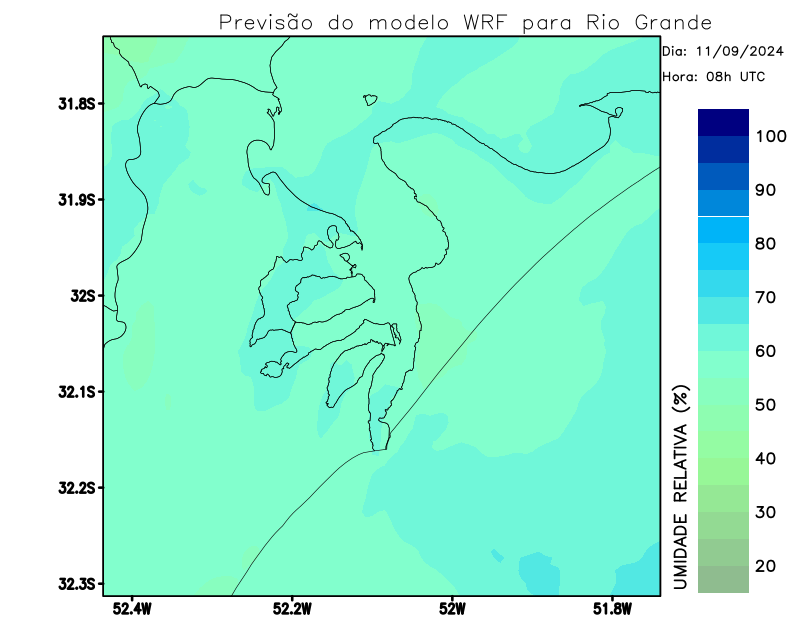 Previsão do modelo WRF para Rio Grande
Dia: 11/09/2024
Hora: 08h UTC
31.8S
31.9S
32S
32.1S
32.2S
32.3S
52.4W
52.2W
52W
51.8W
100
90
80
70
60
50
40
30
20
UMIDADE RELATIVA (%)